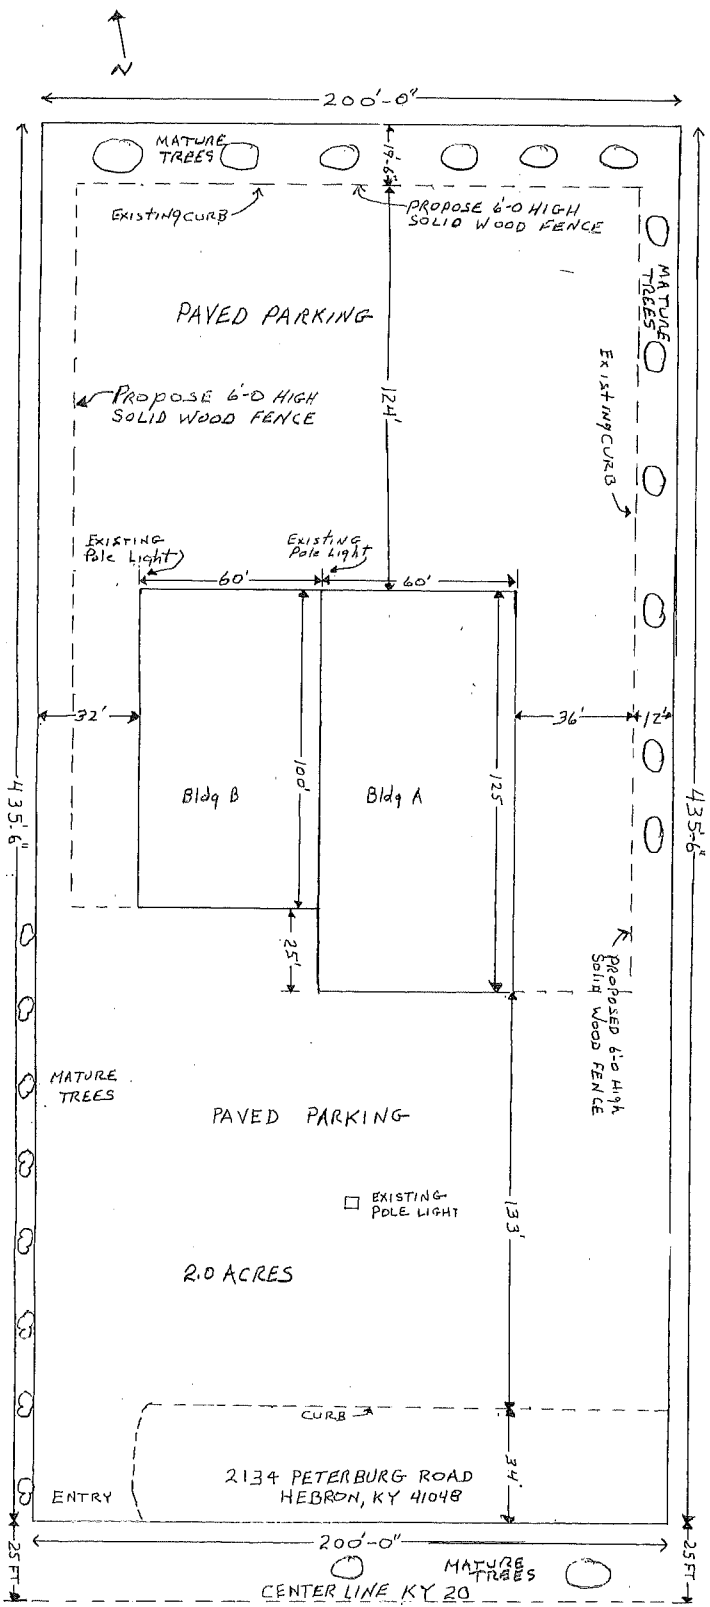 N
200'-0"
MATURE
TREES
19'-6"
EXISTING CURB
PROPOSE 6'-0 HIGH
SOLID WOOD FENCE
MATURE
TREES
PAVED PARKING
PROPOSE 6'-0 HIGH
SOLID WOOD FENCE
124'
EXISTING CURB
EXISTING
Pole Light
EXISTING
Pole Light
60'
60'
32'
36'
12'
435'-6"
100'
125
435'-6"
Bldg B
Bldg A
25'
PROPOSED 6'-0 High
SOLID WOOD FENCE
MATURE
TREES
PAVED PARKING
EXISTING
POLE LIGHT
133'
2.0 ACRES
CURB
34'
2134 PETERBURG ROAD
HEBRON, KY 41048
ENTRY
200'-0"
25 FT
25 FT
MATURE
TREES
CENTER LINE KY 20